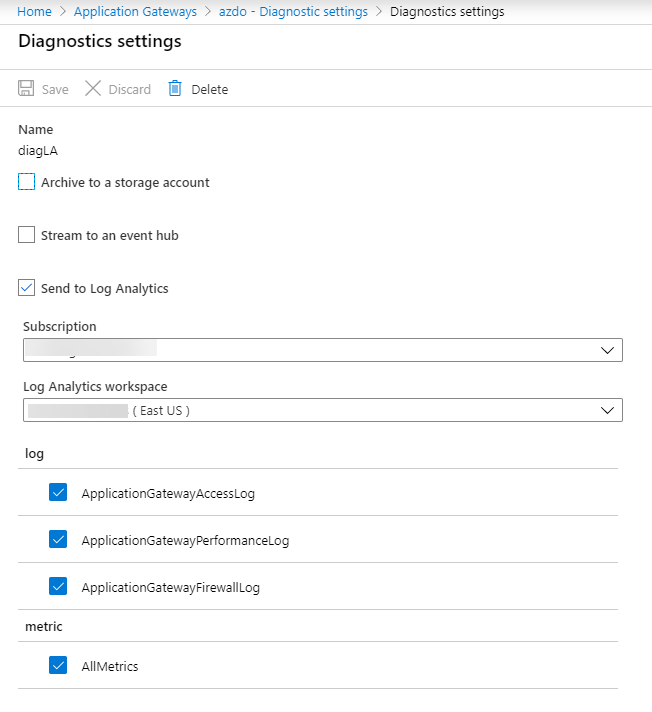 Home > Application Gateways > azdo - Diagnostic settings > Diagnostics settings
Diagnostics settings
Save Discard Delete
Name
diagLA
Archive to a storage account
Stream to an event hub
Send to Log Analytics
Subscription
Log Analytics workspace
( East US )
log
ApplicationGatewayAccessLog
ApplicationGatewayPerformanceLog
ApplicationGatewayFirewallLog
metric
AllMetrics